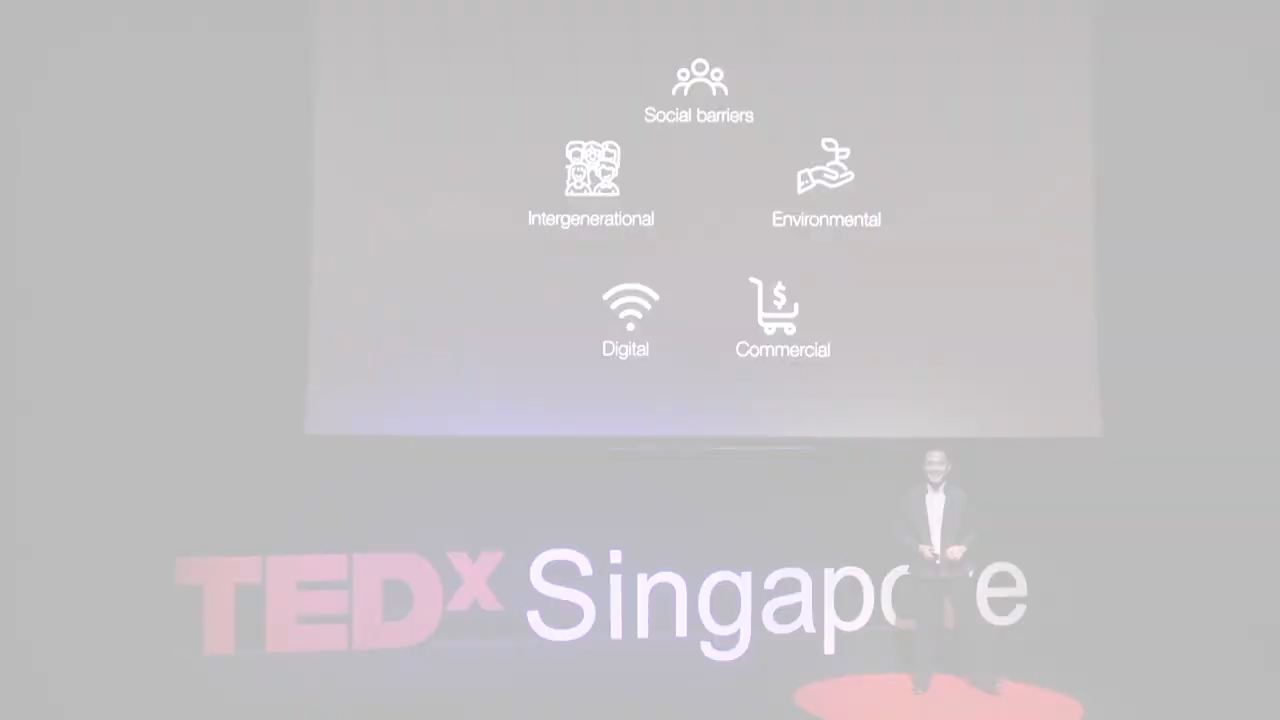 Social barriers
Intergenerational
Environmental
$
Digital
Commercial
TEDx Singapore